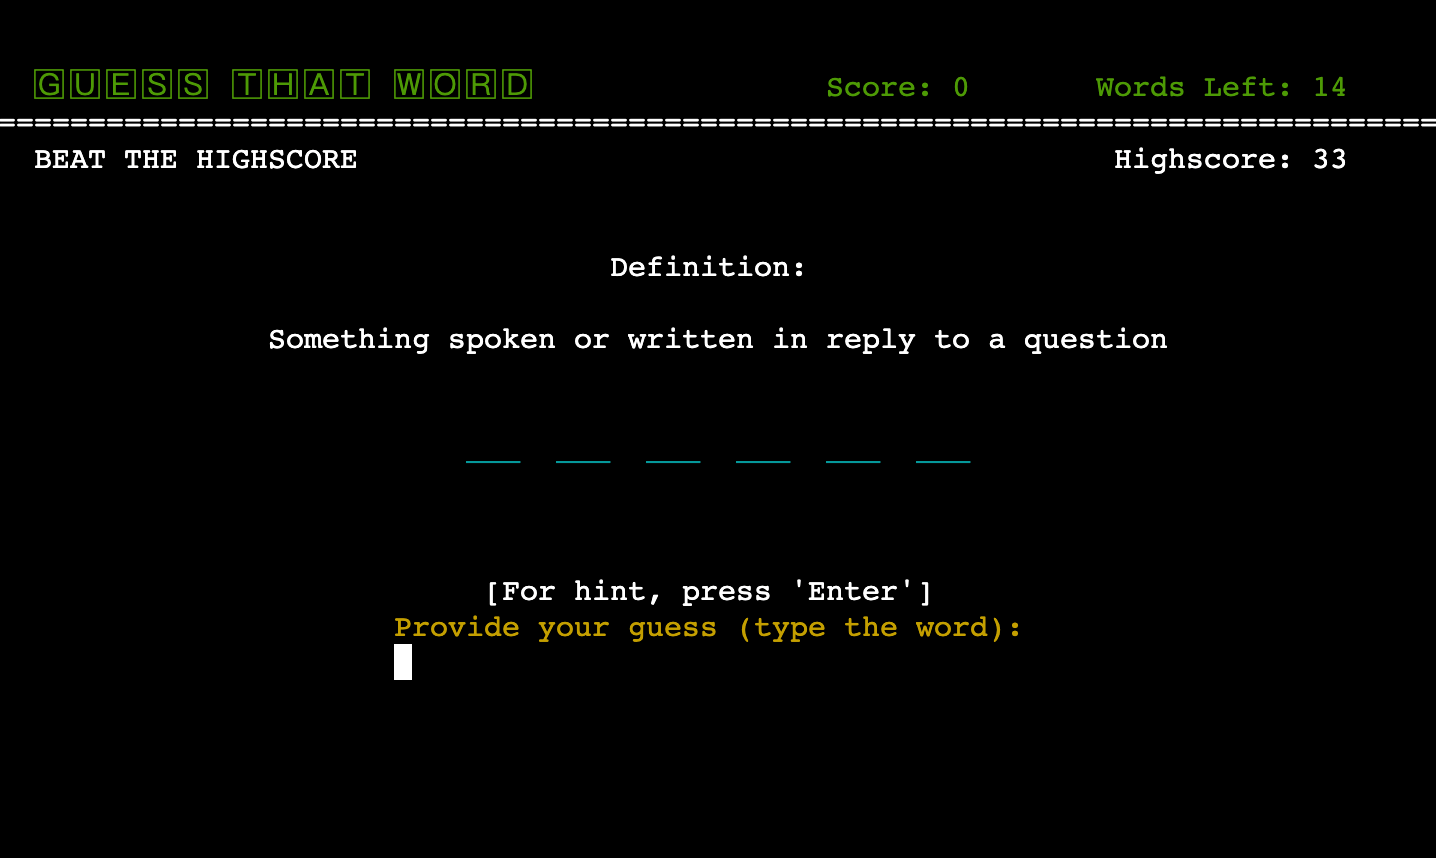 GUESS THAT WORD Score: 0 Words Left: 14
================================================================================
BEAT THE HIGHSCORE Highscore: 33
Definition:
Something spoken or written in reply to a question
___ ___ ___ ___ ___ ___
[For hint, press 'Enter']
Provide your guess (type the word):